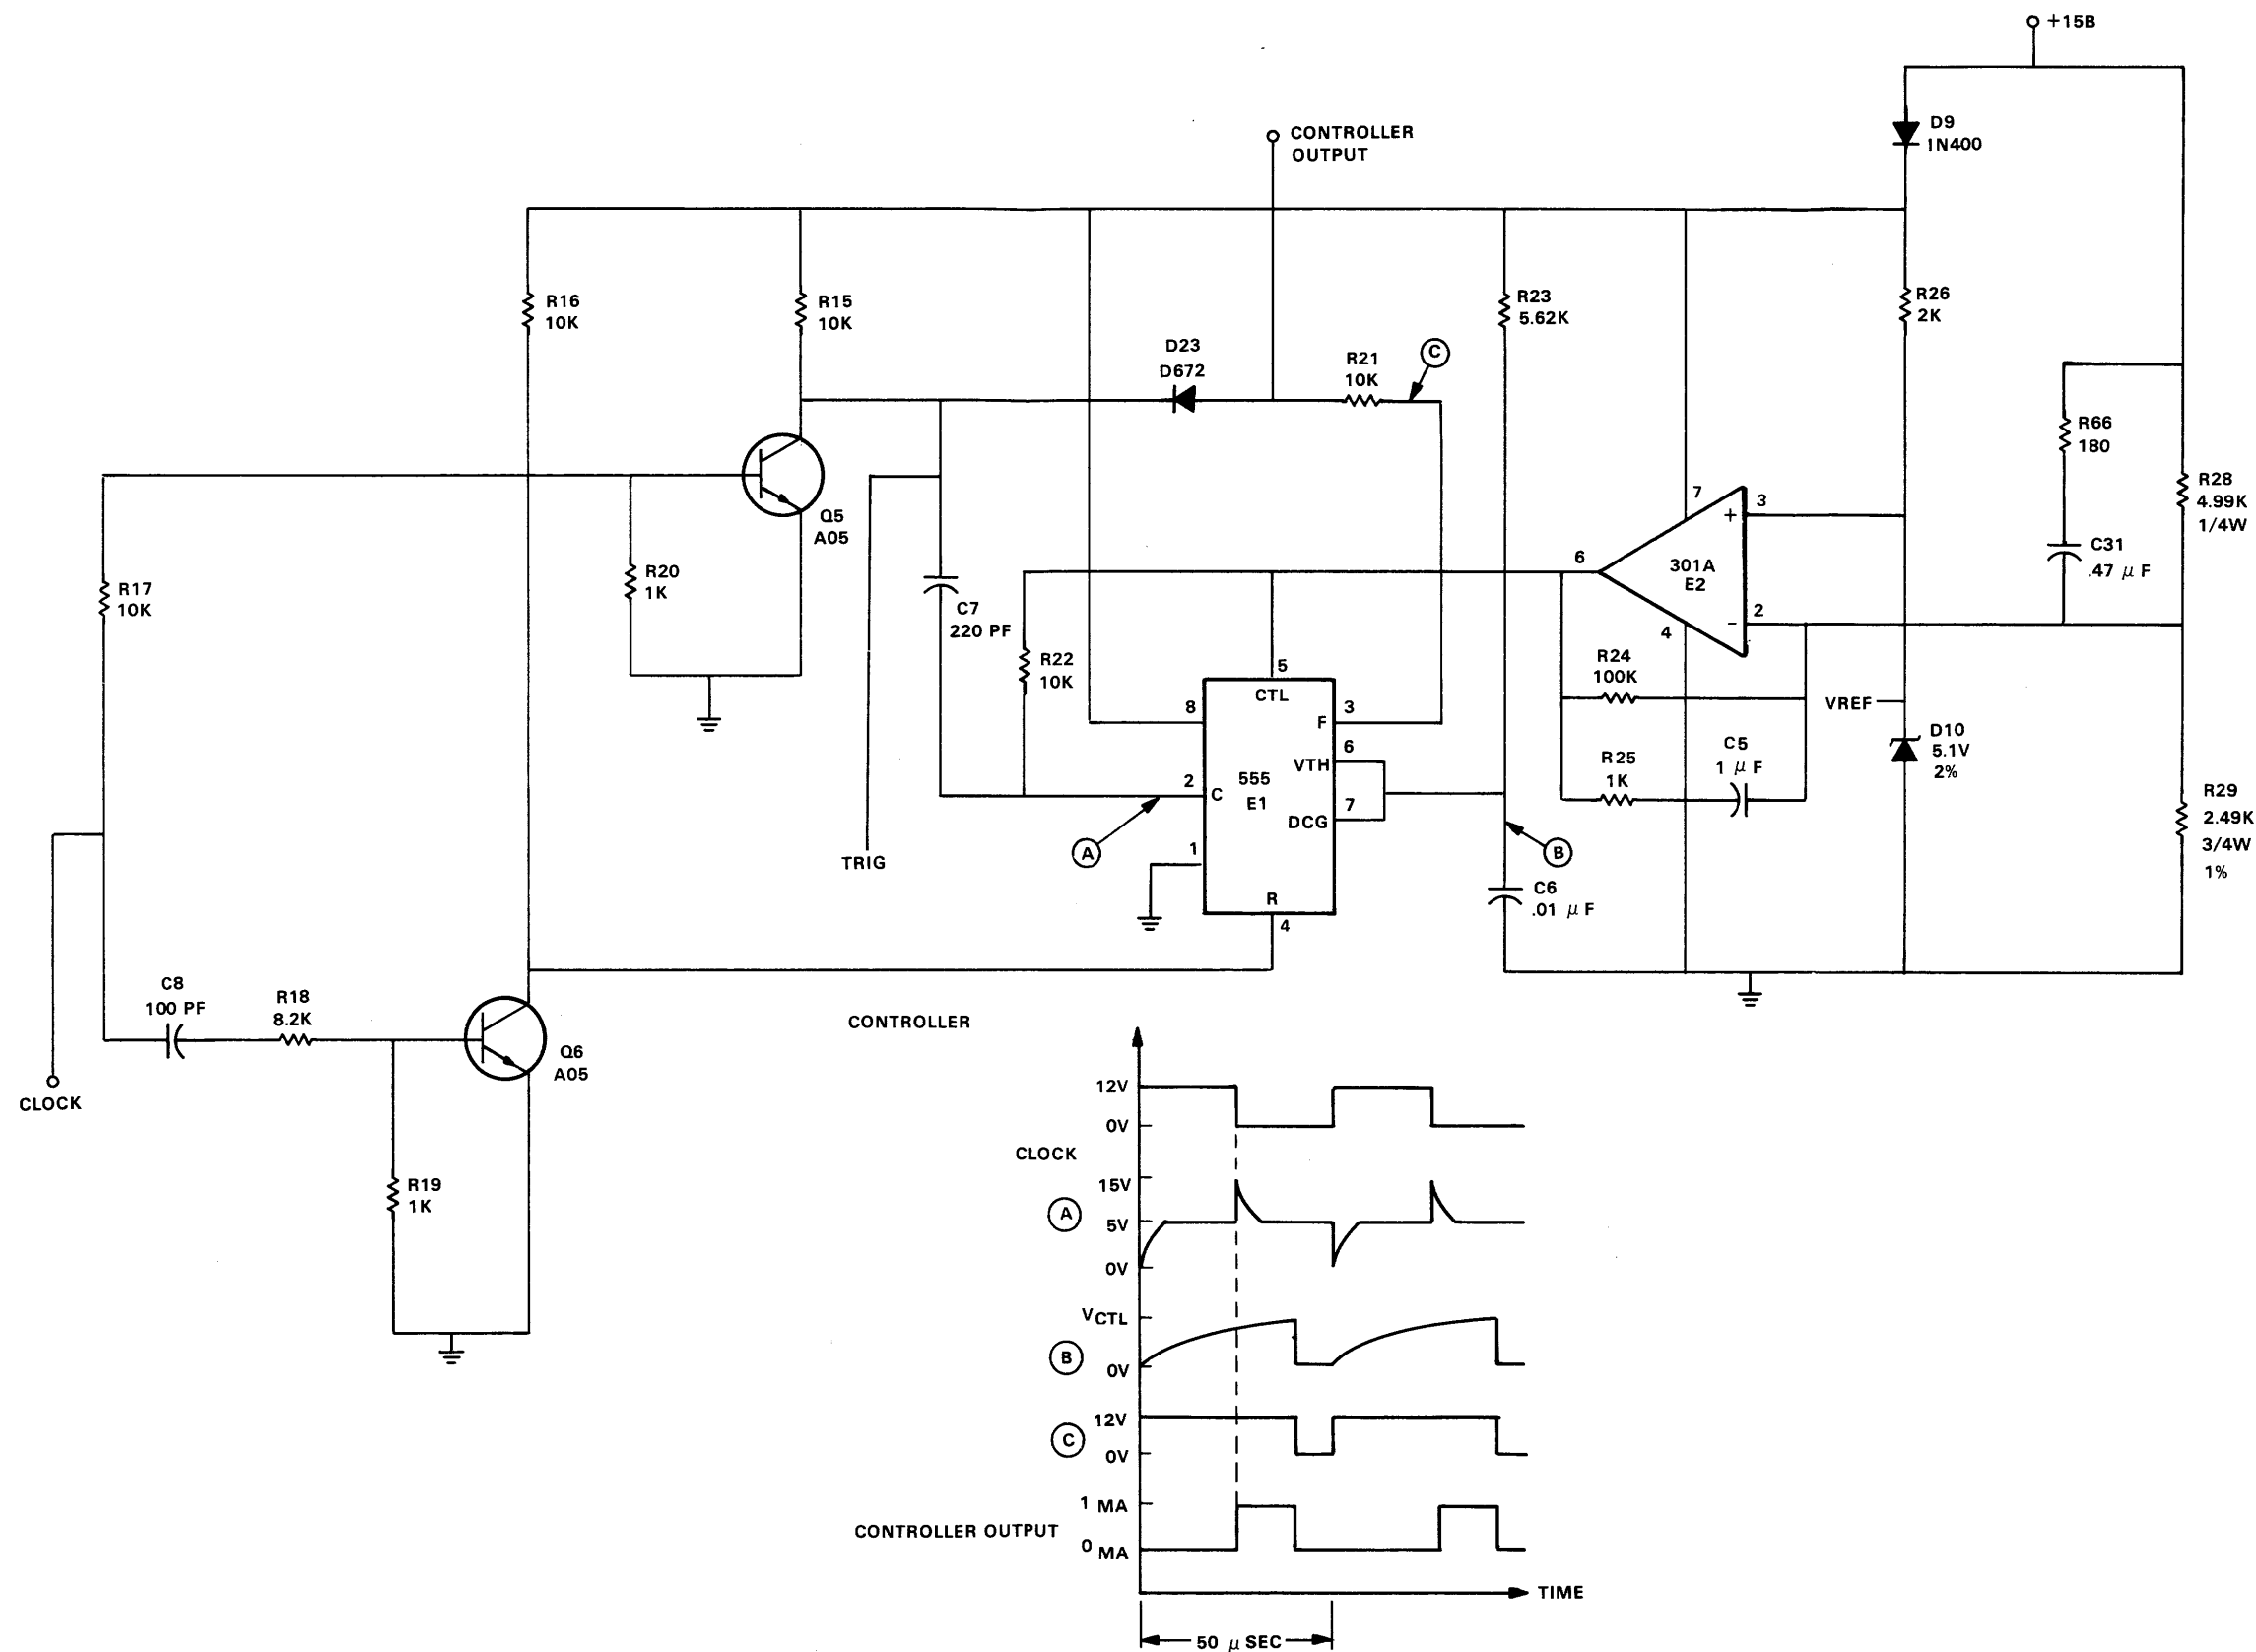 +15B
D9
1N400
CONTROLLER
OUTPUT
R16
10K
R15
10K
R23
5.62K
R26
2K
D23
D672
R21
10K
C
R66
180
R28
4.99K
1/4W
7
3
+
Q5
A05
6
301A
E2
C31
.47 μF
R17
10K
R20
1K
C7
220 PF
2
−
4
R22
10K
5
CTL
R24
100K
8
3
F
VREF
D10
5.1V
2%
6
VTH
R25
1K
C5
1 μF
555
E1
2
C
7
DCG
R29
2.49K
3/4W
1%
TRIG
A
1
B
C6
.01 μF
R
4
C8
100 PF
R18
8.2K
CONTROLLER
Q6
A05
CLOCK
R19
1K
12V
0V
CLOCK
15V
A
5V
0V
VCTL
B
0V
12V
C
0V
1 MA
CONTROLLER OUTPUT
0 MA
TIME
50 μSEC